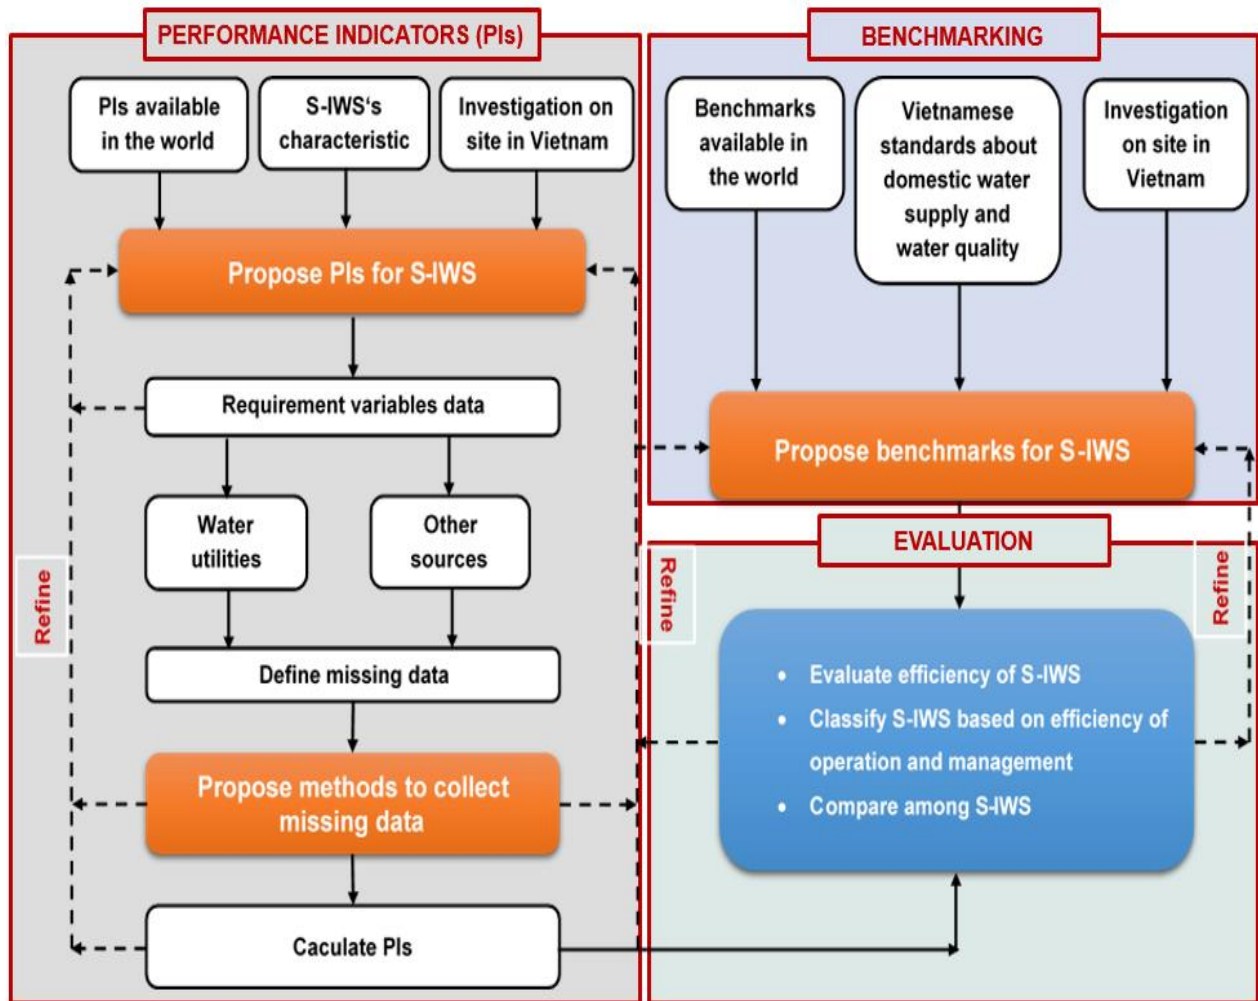 PERFORMANCE INDICATORS (PIs)
PIs available
in the world
S-IWS‘s
characteristic
Investigation on
site in Vietnam
Propose PIs for S-IWS
Requirement variables data
Water
utilities
Other
sources
Define missing data
Propose methods to collect
missing data
Caculate PIs
Refine
BENCHMARKING
Benchmarks
available in
the world
Vietnamese
standards about
domestic water
supply and
water quality
Investigation
on site in
Vietnam
Propose benchmarks for S-IWS
EVALUATION
Refine
Refine
• Evaluate efficiency of S-IWS
• Classify S-IWS based on efficiency of
operation and management
• Compare among S-IWS